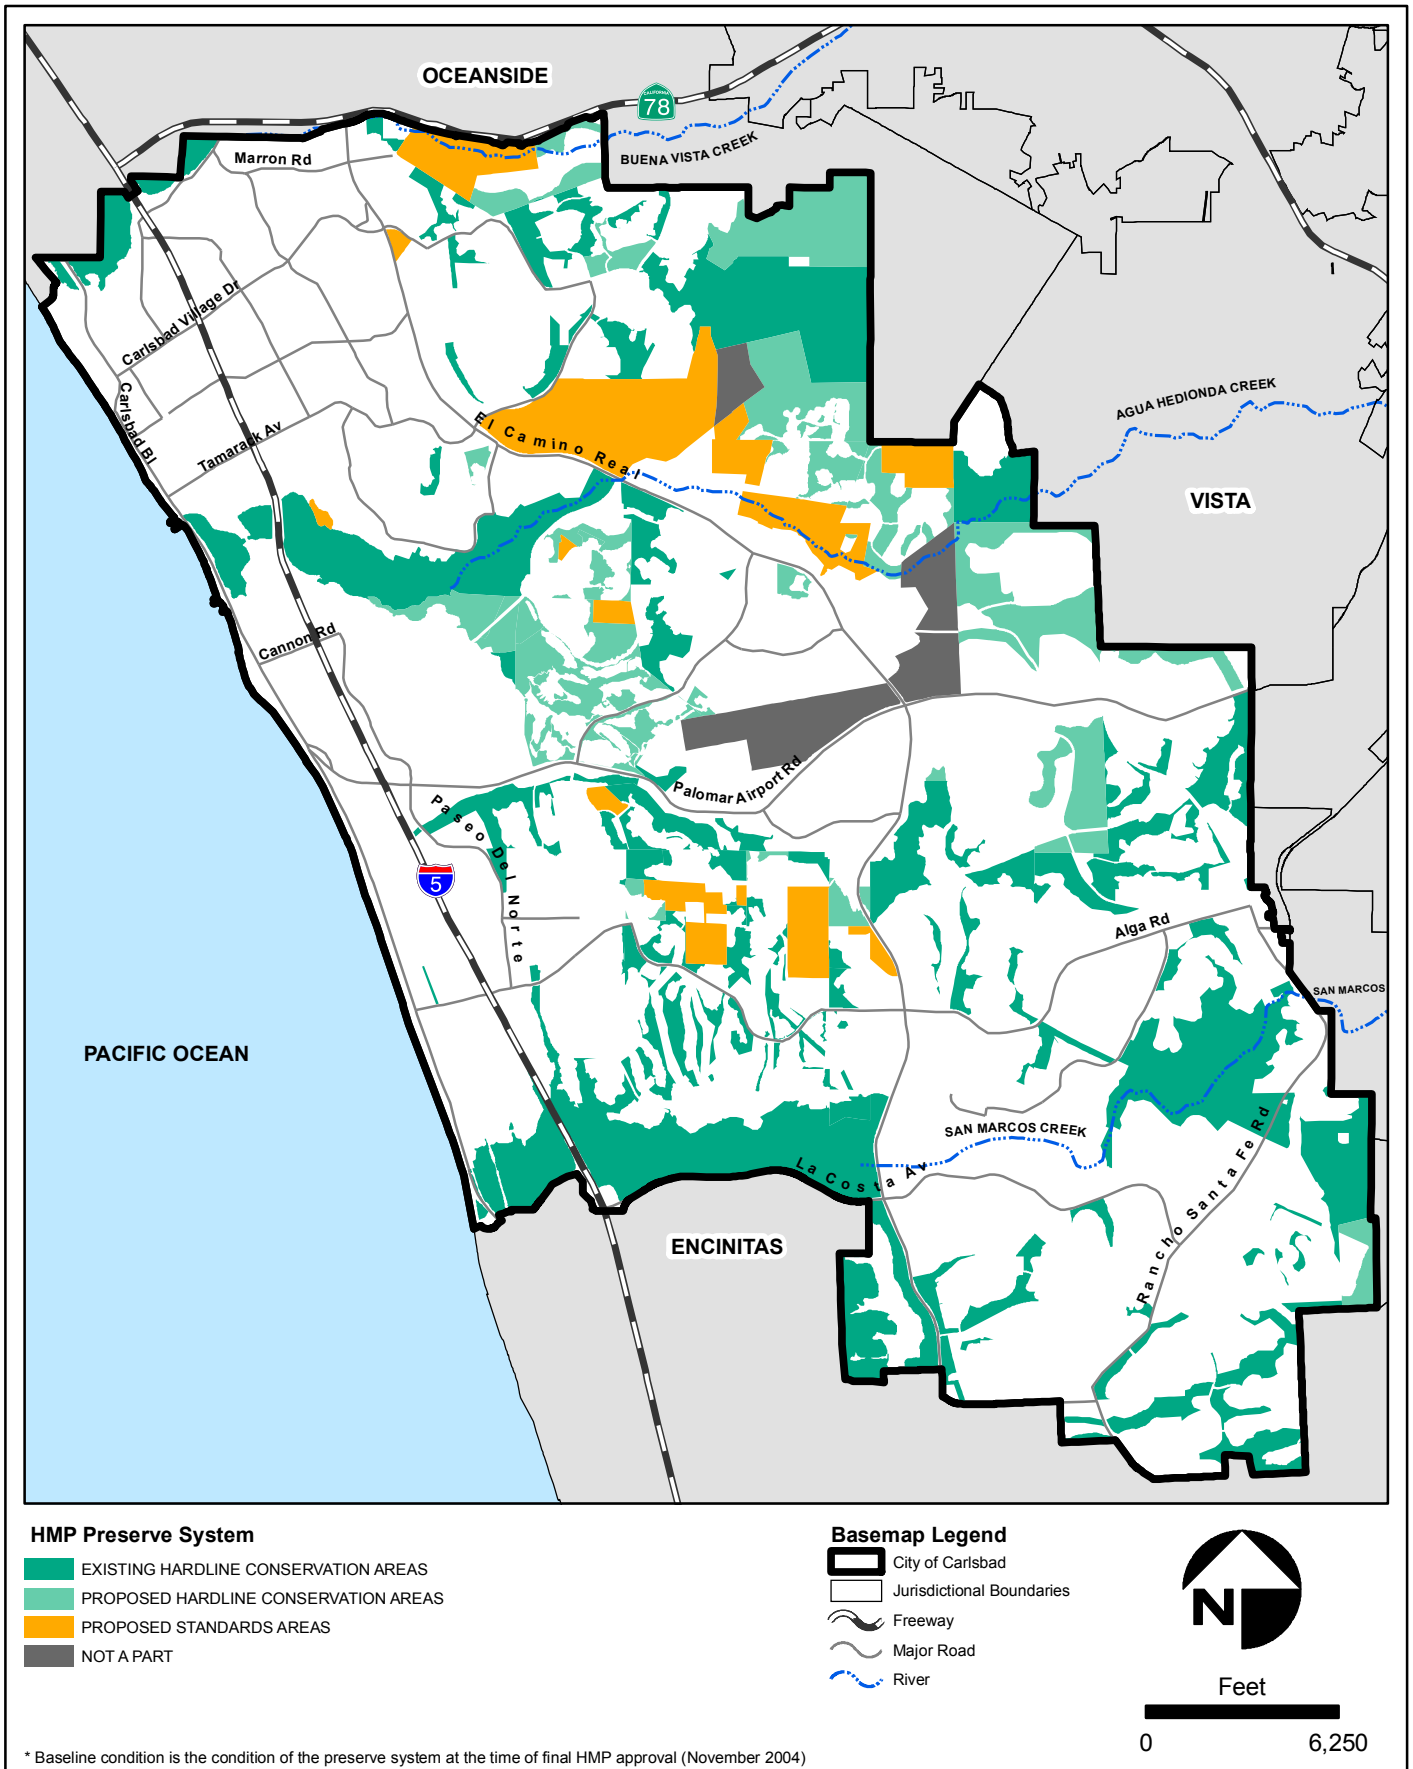 OCEANSIDE
CALIFORNIA
78
BUENA VISTA CREEK
Marron Rd
Carlsbad Village Dr
Carlsbad Bl
Tamarack Av
El Camino Real
AGUA HEDIONDA CREEK
VISTA
Cannon Rd
Palomar Airport Rd
Paseo Del Norte
5
Alga Rd
SAN MARCOS
PACIFIC OCEAN
SAN MARCOS CREEK
La Costa Av
Rancho Santa Fe Rd
ENCINITAS
HMP Preserve System
EXISTING HARDLINE CONSERVATION AREAS
PROPOSED HARDLINE CONSERVATION AREAS
PROPOSED STANDARDS AREAS
NOT A PART
Basemap Legend
City of Carlsbad
Jurisdictional Boundaries
Freeway
Major Road
River
N
Feet
0 6,250
* Baseline condition is the condition of the preserve system at the time of final HMP approval (November 2004)